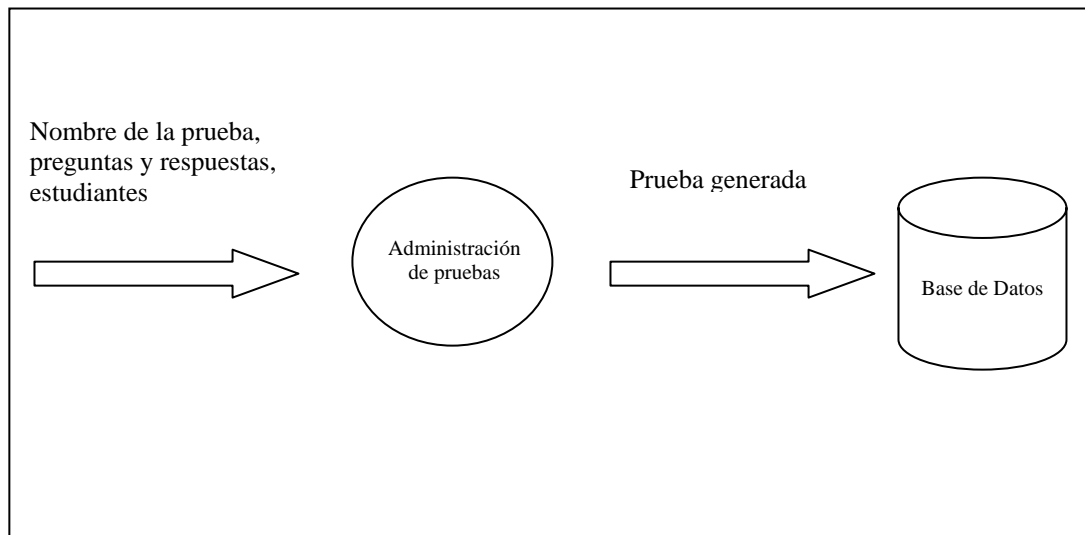 Nombre de la prueba,
preguntas y respuestas,
estudiantes
Administración
de pruebas
Prueba generada
Base de Datos